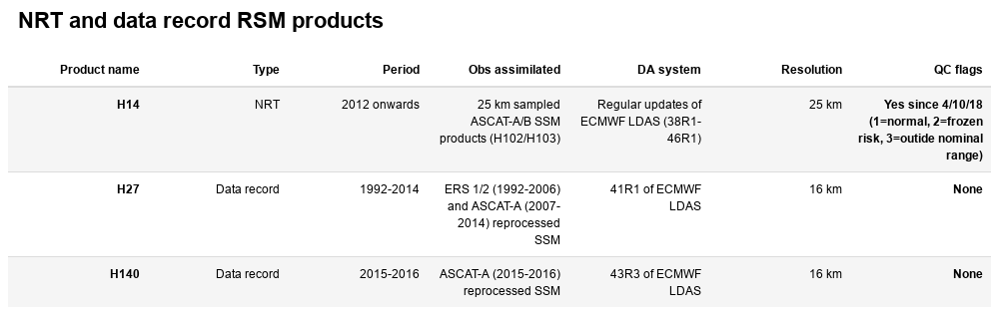 NRT and data record RSM products
Product name Type Period Obs assimilated DA system Resolution QC flags
H14 NRT 2012 onwards 25 km sampled Regular updates of 25 km Yes since 4/10/18
ASCAT-A/B SSM ECMWF LDAS (38R1- (1=normal, 2=frozen
products (H102/H103) 46R1) risk, 3=outide nominal
range)
H27 Data record 1992-2014 ERS 1/2 (1992-2006) 41R1 of ECMWF 16 km None
and ASCAT-A (2007- LDAS
2014) reprocessed
SSM
H140 Data record 2015-2016 ASCAT-A (2015-2016) 43R3 of ECMWF 16 km None
reprocessed SSM LDAS